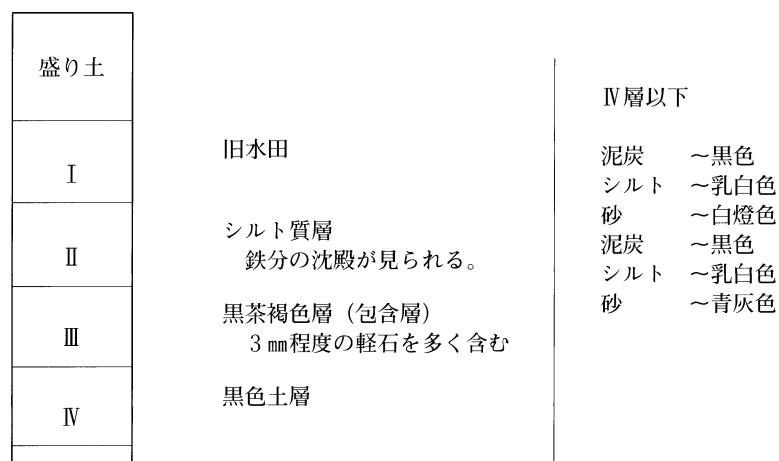 盛り土
Ⅰ
旧水田
Ⅱ
シルト質層
鉄分の沈殿が見られる。
Ⅲ
黒茶褐色層（包含層）
3㎜程度の軽石を多く含む
Ⅳ
黒色土層
Ⅳ層以下
泥炭　～黒色
シルト　～乳白色
砂　～白燈色
泥炭　～黒色
シルト　～乳白色
砂　～青灰色